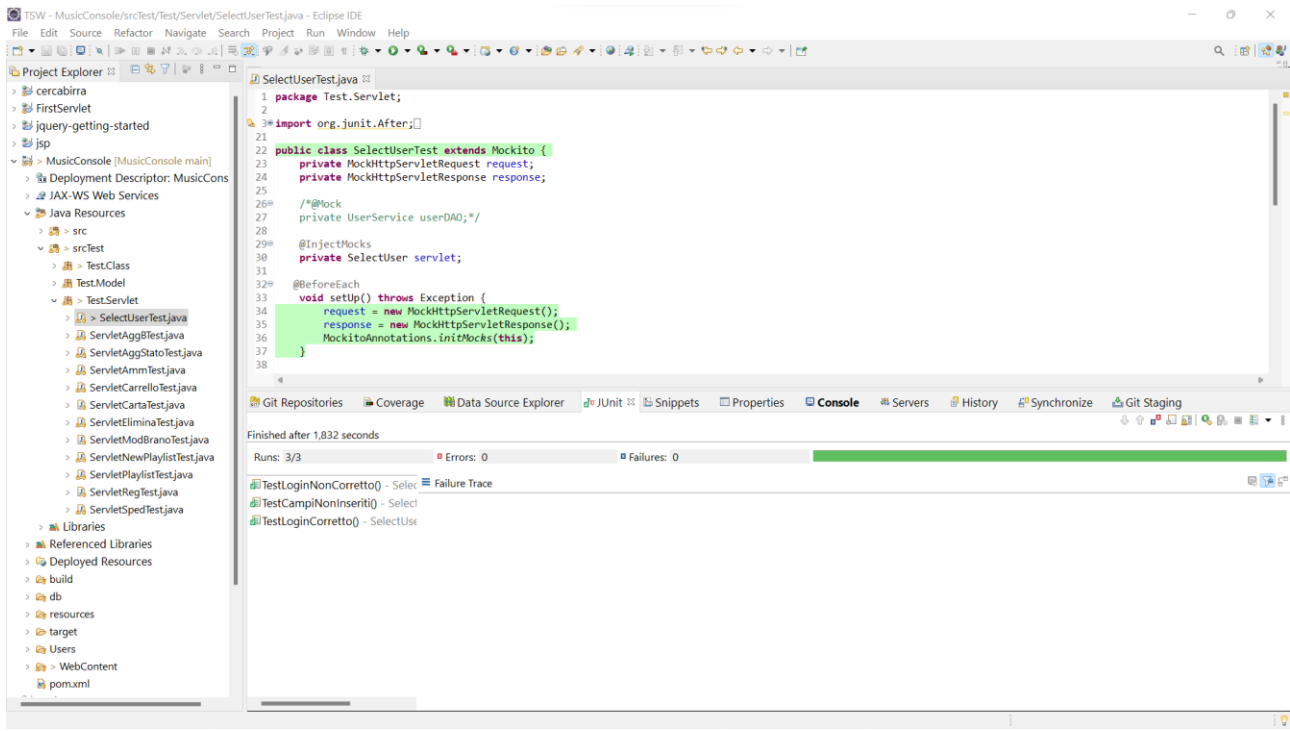 TSW - MusicConsole/srcTest/Test/Servlet/SelectUserTest.java - Eclipse IDE
File Edit Source Refactor Navigate Search Project Run Window Help
Project Explorer
cercabirra
FirstServlet
jquery-getting-started
jsp
> MusicConsole [MusicConsole main]
Deployment Descriptor: MusicCons
JAX-WS Web Services
Java Resources
> src
> srcTest
> Test.Class
Test.Model
> Test.Servlet
> SelectUserTest.java
ServletAggBTest.java
ServletAggStatoTest.java
ServletAmmTest.java
ServletCarrelloTest.java
ServletCartaTest.java
ServletEliminaTest.java
ServletModBranoTest.java
ServletNewPlaylistTest.java
ServletPlaylistTest.java
ServletRegTest.java
ServletSpedTest.java
Libraries
Referenced Libraries
Deployed Resources
build
db
resources
target
Users
> WebContent
pom.xml
SelectUserTest.java
1 package Test.Servlet;
2
3 import org.junit.After;
21
22 public class SelectUserTest extends Mockito {
23 private MockHttpServletRequest request;
24 private MockHttpServletResponse response;
25
26 /*@Mock
27 private UserService userDAO;*/
28
29 @InjectMocks
30 private SelectUser servlet;
31
32 @BeforeEach
33 void setUp() throws Exception {
34 request = new MockHttpServletRequest();
35 response = new MockHttpServletResponse();
36 MockitoAnnotations.initMocks(this);
37 }
38
Git Repositories Coverage Data Source Explorer JUnit Snippets Properties Console Servers History Synchronize Git Staging
Finished after 1,832 seconds
Runs: 3/3 Errors: 0 Failures: 0
TestLoginNonCorretto() - Selec
TestCampiNonInseriti() - Select
TestLoginCorretto() - SelectUse
Failure Trace